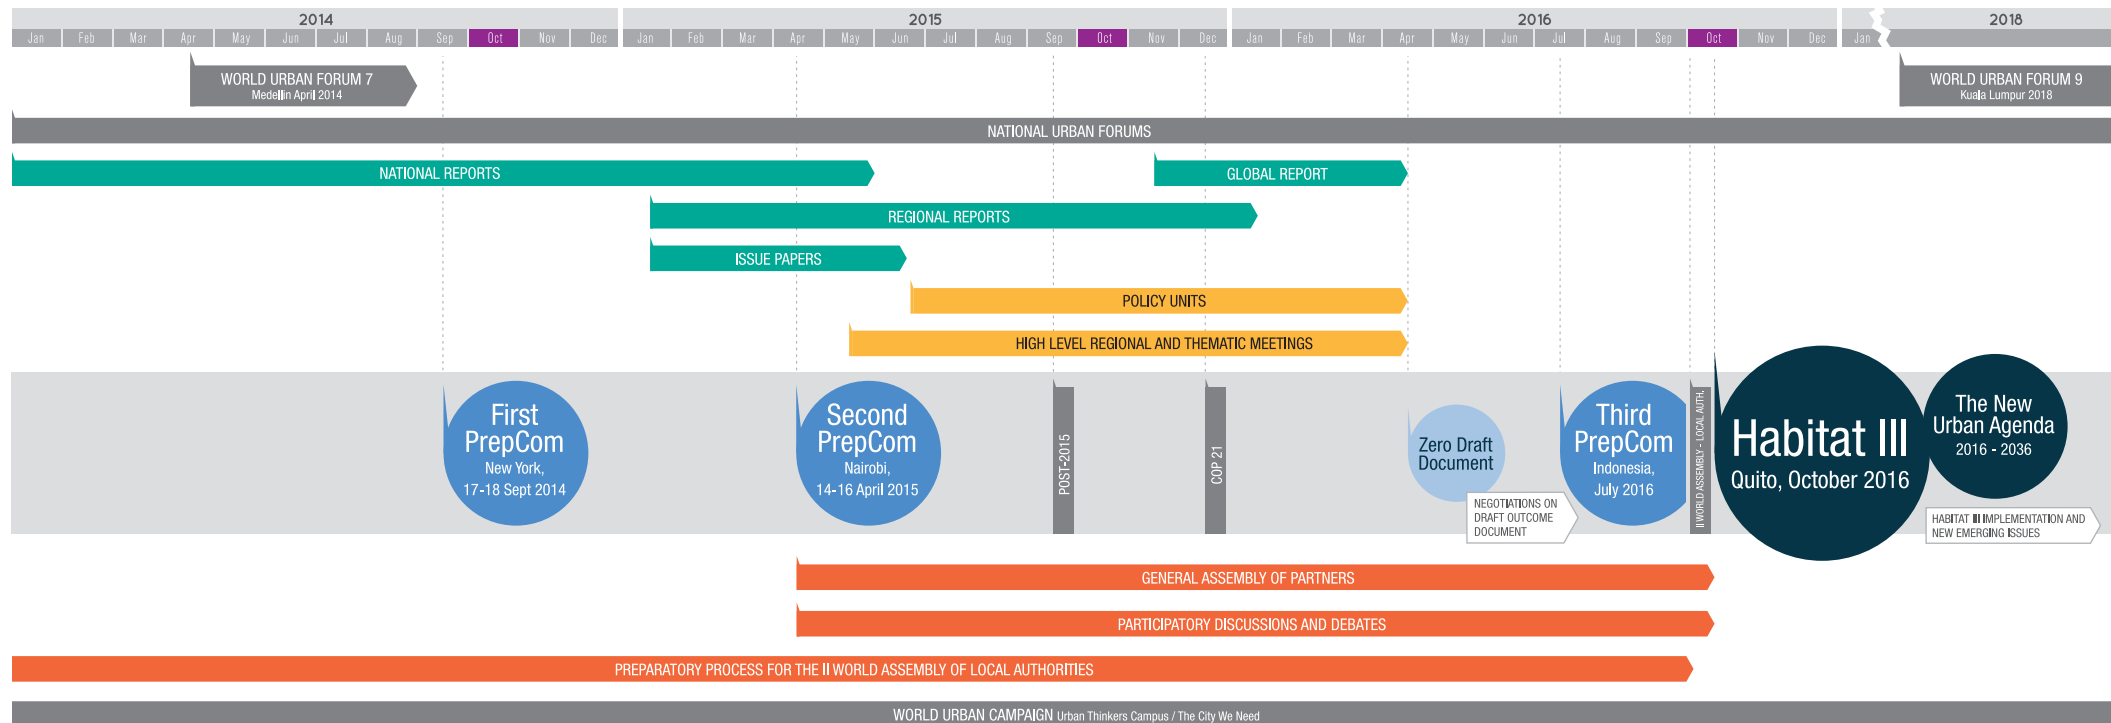 2014 2015 2016 2018
Jan Feb Mar Apr May Jun Jul Aug Sep Oct Nov Dec Jan Feb Mar Apr May Jun Jul Aug Sep Oct Nov Dec Jan Feb Mar Apr May Jun Jul Aug Sep Oct Nov Dec Jan
WORLD URBAN FORUM 7
Medellin April 2014
WORLD URBAN FORUM 9
Kuala Lumpur 2018
NATIONAL URBAN FORUMS
NATIONAL REPORTS
GLOBAL REPORT
REGIONAL REPORTS
ISSUE PAPERS
POLICY UNITS
HIGH LEVEL REGIONAL AND THEMATIC MEETINGS
First
PrepCom
New York,
17-18 Sept 2014
Second
PrepCom
Nairobi,
14-16 April 2015
POST-2015
COP 21
Zero Draft
Document
NEGOTIATIONS ON
DRAFT OUTCOME
DOCUMENT
Third
PrepCom
Indonesia,
July 2016
II WORLD ASSEMBLY - LOCAL AUTH.
Habitat III
Quito, October 2016
The New
Urban Agenda
2016 - 2036
HABITAT III IMPLEMENTATION AND
NEW EMERGING ISSUES
GENERAL ASSEMBLY OF PARTNERS
PARTICIPATORY DISCUSSIONS AND DEBATES
PREPARATORY PROCESS FOR THE II WORLD ASSEMBLY OF LOCAL AUTHORITIES
WORLD URBAN CAMPAIGN Urban Thinkers Campus / The City We Need